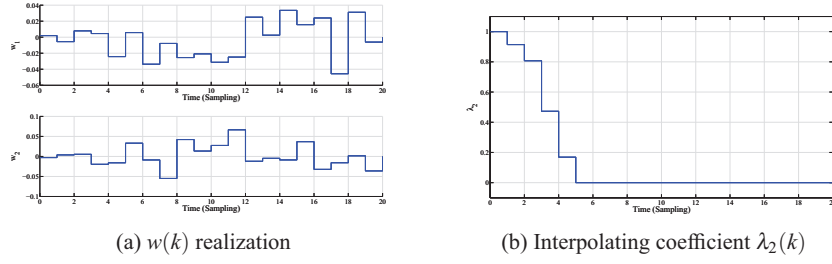 0.04
0.02
0
−0.02
−0.04
−0.06
w1
0 2 4 6 8 10 12 14 16 18 20
Time (Sampling)
0.1
0.05
0
−0.05
−0.1
w2
0 2 4 6 8 10 12 14 16 18 20
Time (Sampling)
(a) w(k) realization
1
0.8
0.6
0.4
0.2
0
λ2
0 2 4 6 8 10 12 14 16 18 20
Time (Sampling)
(b) Interpolating coefficient λ2(k)